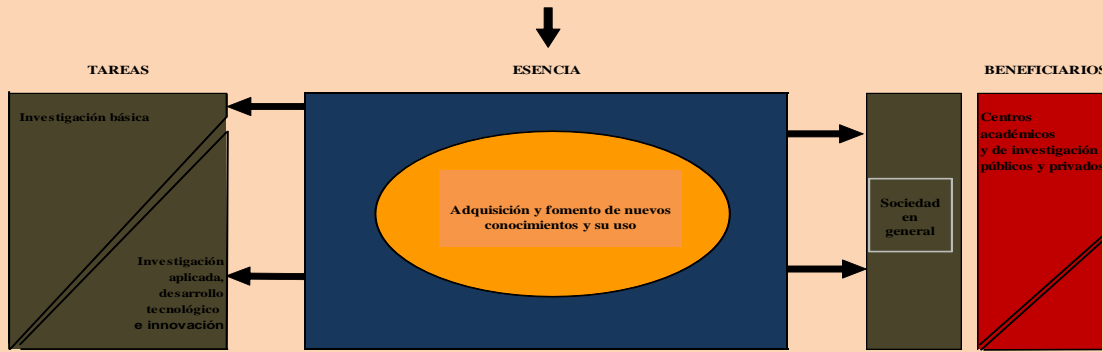 TAREAS
ESENCIA
BENEFICIARIOS
Investigación básica
Investigación
aplicada,
desarrollo
tecnológico
e innovación
Adquisición y fomento de nuevos
conocimientos y su uso
Sociedad
en
general
Centros
académicos
y de investigación
públicos y privados